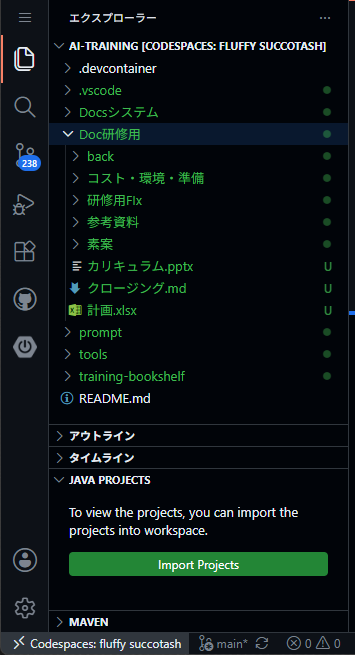 エクスプローラー
AI-TRAINING [CODESPACES: FLUFFY SUCCOTASH]
.devcontainer
.vscode
Docsシステム
Doc研修用
back
コスト・環境・準備
研修用FIx
参考資料
素案
カリキュラム.pptx U
クロージング.md U
計画.xlsx U
prompt
tools
training-bookshelf
README.md
238
アウトライン
タイムライン
JAVA PROJECTS
To view the projects, you can import the
projects into workspace.
Import Projects
MAVEN
Codespaces: fluffy succotash main* 0 0